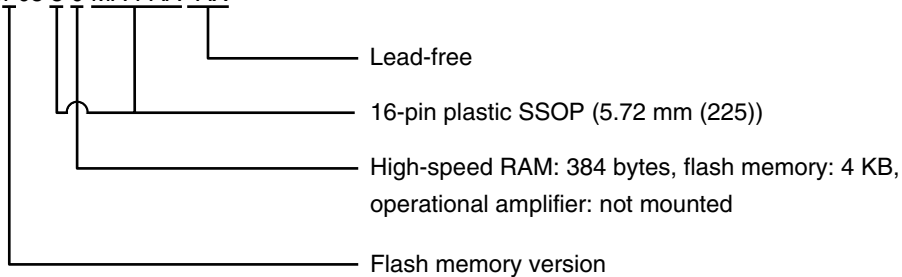 Lead-free
16-pin plastic SSOP (5.72 mm (225))
High-speed RAM: 384 bytes, flash memory: 4 KB,
operational amplifier: not mounted
Flash memory version